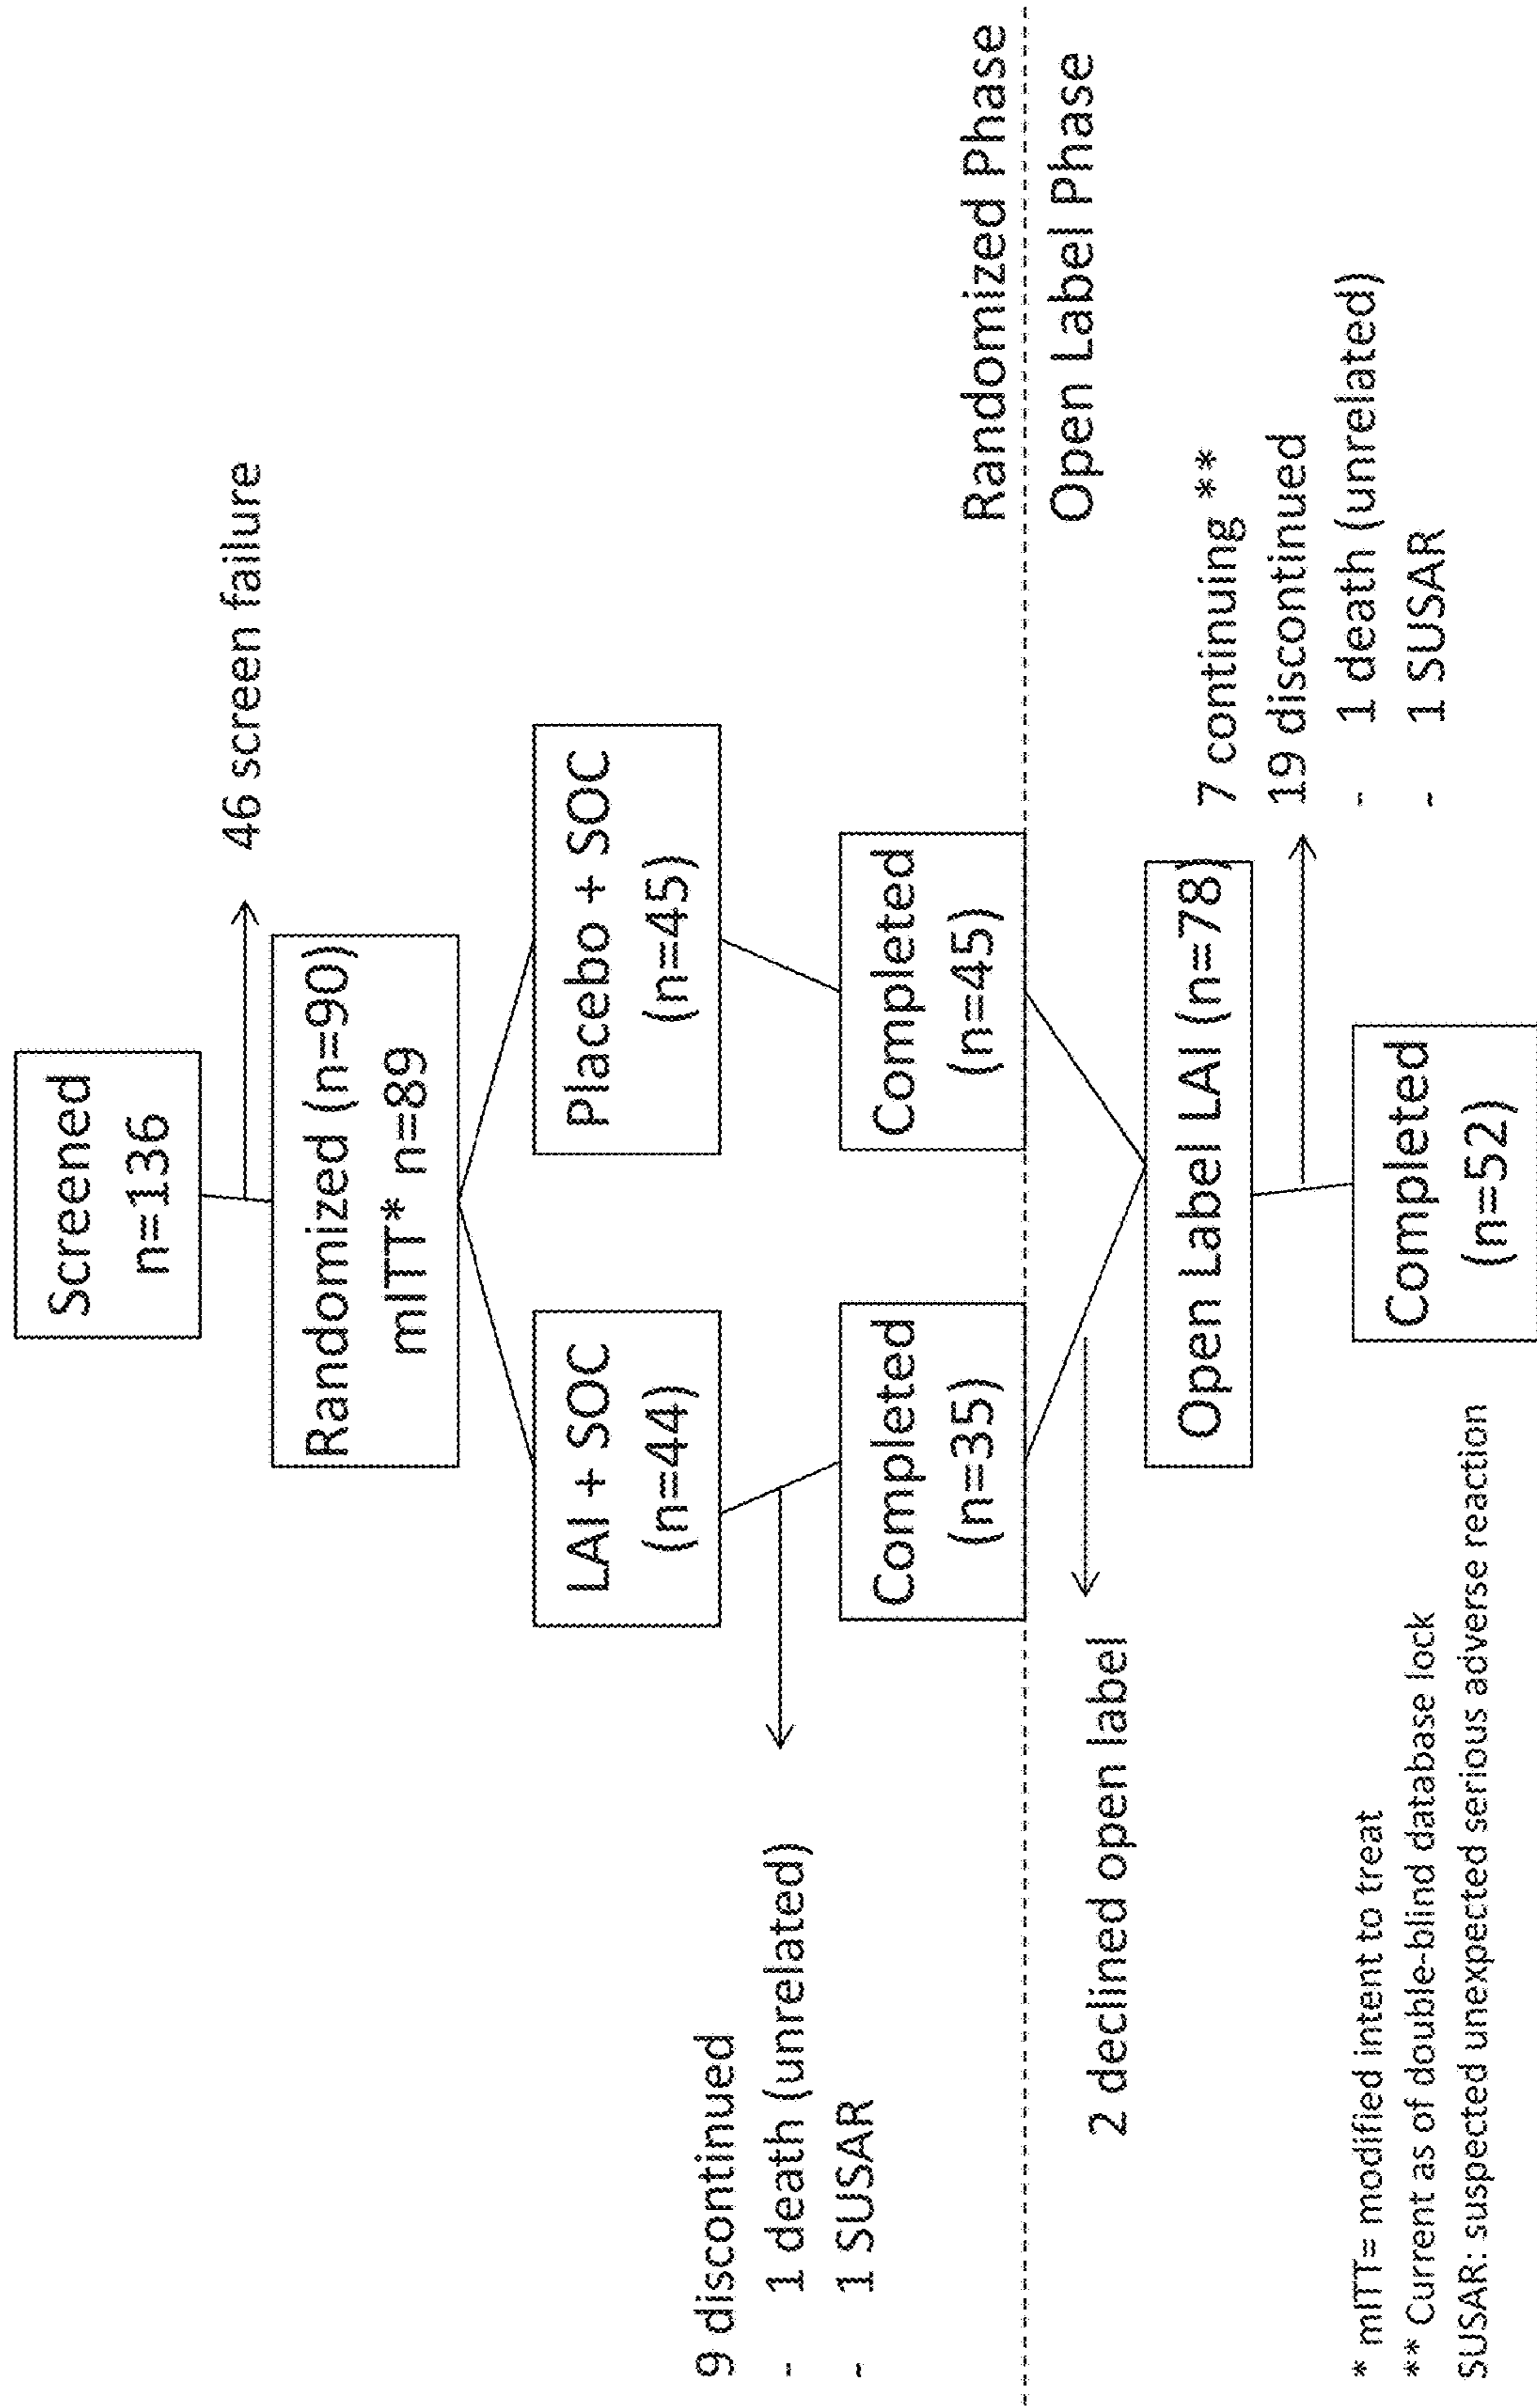 Screened
n=136
46 screen failure
Randomized (n=90)
mITT* n=89
LAI + SOC
(n=44)
Placebo + SOC
(n=45)
9 discontinued
- 1 death (unrelated)
- 1 SUSAR
Completed
(n=35)
Completed
(n=45)
Randomized Phase
Open Label Phase
2 declined open label
Open Label LAI (n=78)
7 continuing **
19 discontinued
- 1 death (unrelated)
- 1 SUSAR
Completed
(n=52)
* mITT= modified intent to treat
** Current as of double-blind database lock
SUSAR: suspected unexpected serious adverse reaction